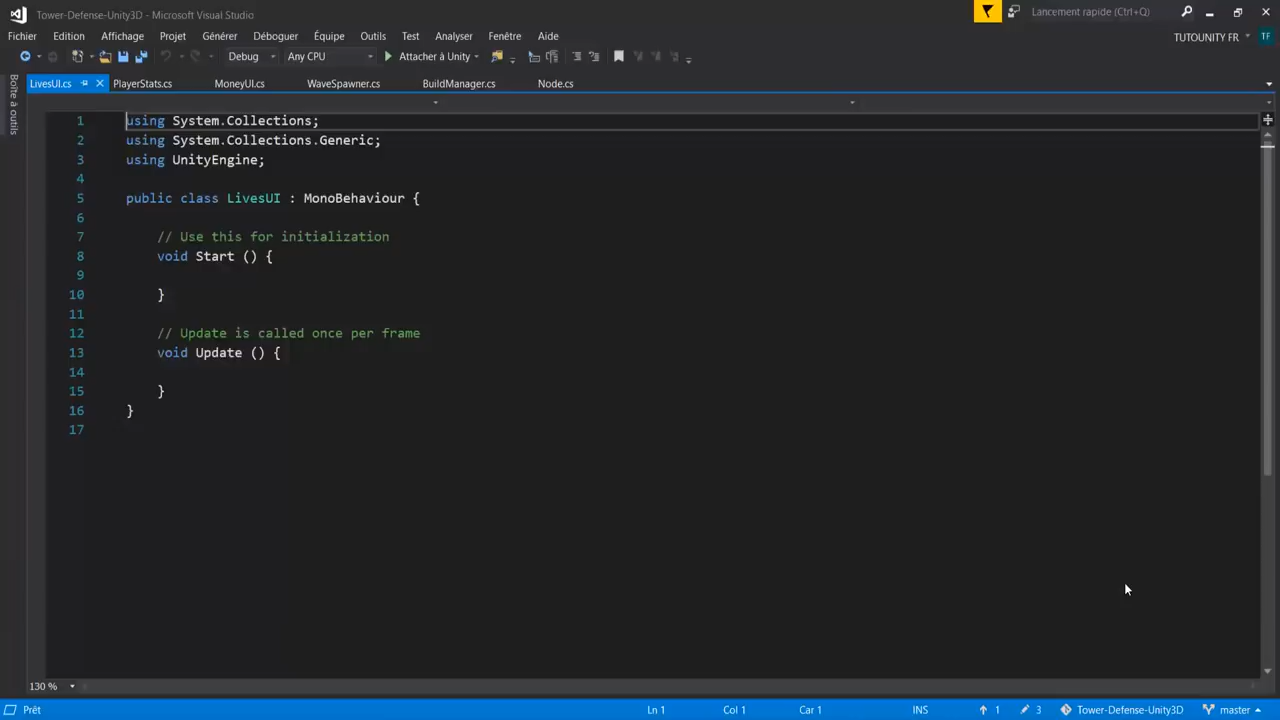 Tower-Defense-Unity3D - Microsoft Visual Studio
Lancement rapide (Ctrl+Q)
Fichier Edition Affichage Projet Générer Déboguer Équipe Outils Test Analyser Fenêtre Aide
TUTOUNITY FR TF
Debug Any CPU Attacher à Unity
Boîte à outils
LivesUI.cs PlayerStats.cs MoneyUI.cs WaveSpawner.cs BuildManager.cs Node.cs
1 using System.Collections;
2 using System.Collections.Generic;
3 using UnityEngine;
4
5 public class LivesUI : MonoBehaviour {
6
7 // Use this for initialization
8 void Start () {
9
10 }
11
12 // Update is called once per frame
13 void Update () {
14
15 }
16 }
17
130 %
Prêt Ln 1 Col 1 Car 1 INS 1 3 Tower-Defense-Unity3D master